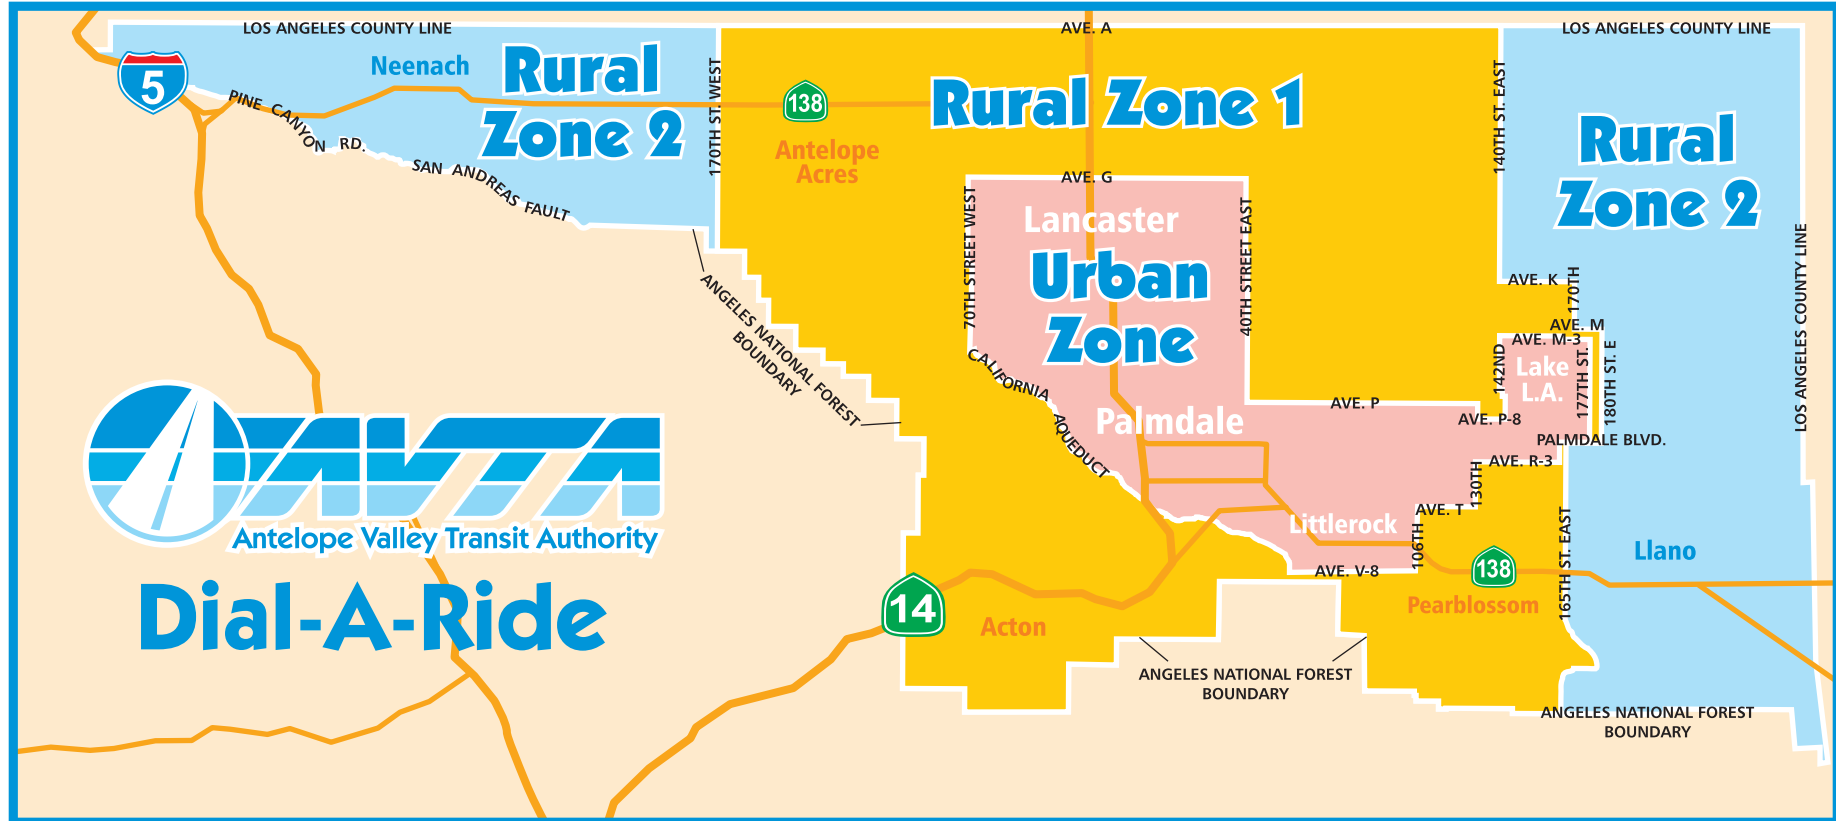 LOS ANGELES COUNTY LINE
AVE. A
LOS ANGELES COUNTY LINE
5
Neenach
Rural
Zone 2
170TH ST. WEST
138
Antelope
Acres
Rural Zone 1
140TH ST. EAST
Rural
Zone 2
PINE CANYON RD.
SAN ANDREAS FAULT
AVE. G
70TH STREET WEST
Lancaster
Urban
Zone
40TH STREET EAST
LOS ANGELES COUNTY LINE
AVE. K
170TH
AVE. M
AVE. M-3
142ND
Lake
L.A.
177TH ST.
180TH ST. E
ANGELES NATIONAL FOREST
BOUNDARY
CALIFORNIA AQUEDUCT
Palmdale
AVE. P
AVE. P-8
PALMDALE BLVD.
AVE. R-3
130TH
AVE. T
AVTA
Antelope Valley Transit Authority
Dial-A-Ride
Littlerock
106TH
165TH ST. EAST
Llano
AVE. V-8
138
Pearblossom
14
Acton
ANGELES NATIONAL FOREST
BOUNDARY
ANGELES NATIONAL FOREST
BOUNDARY